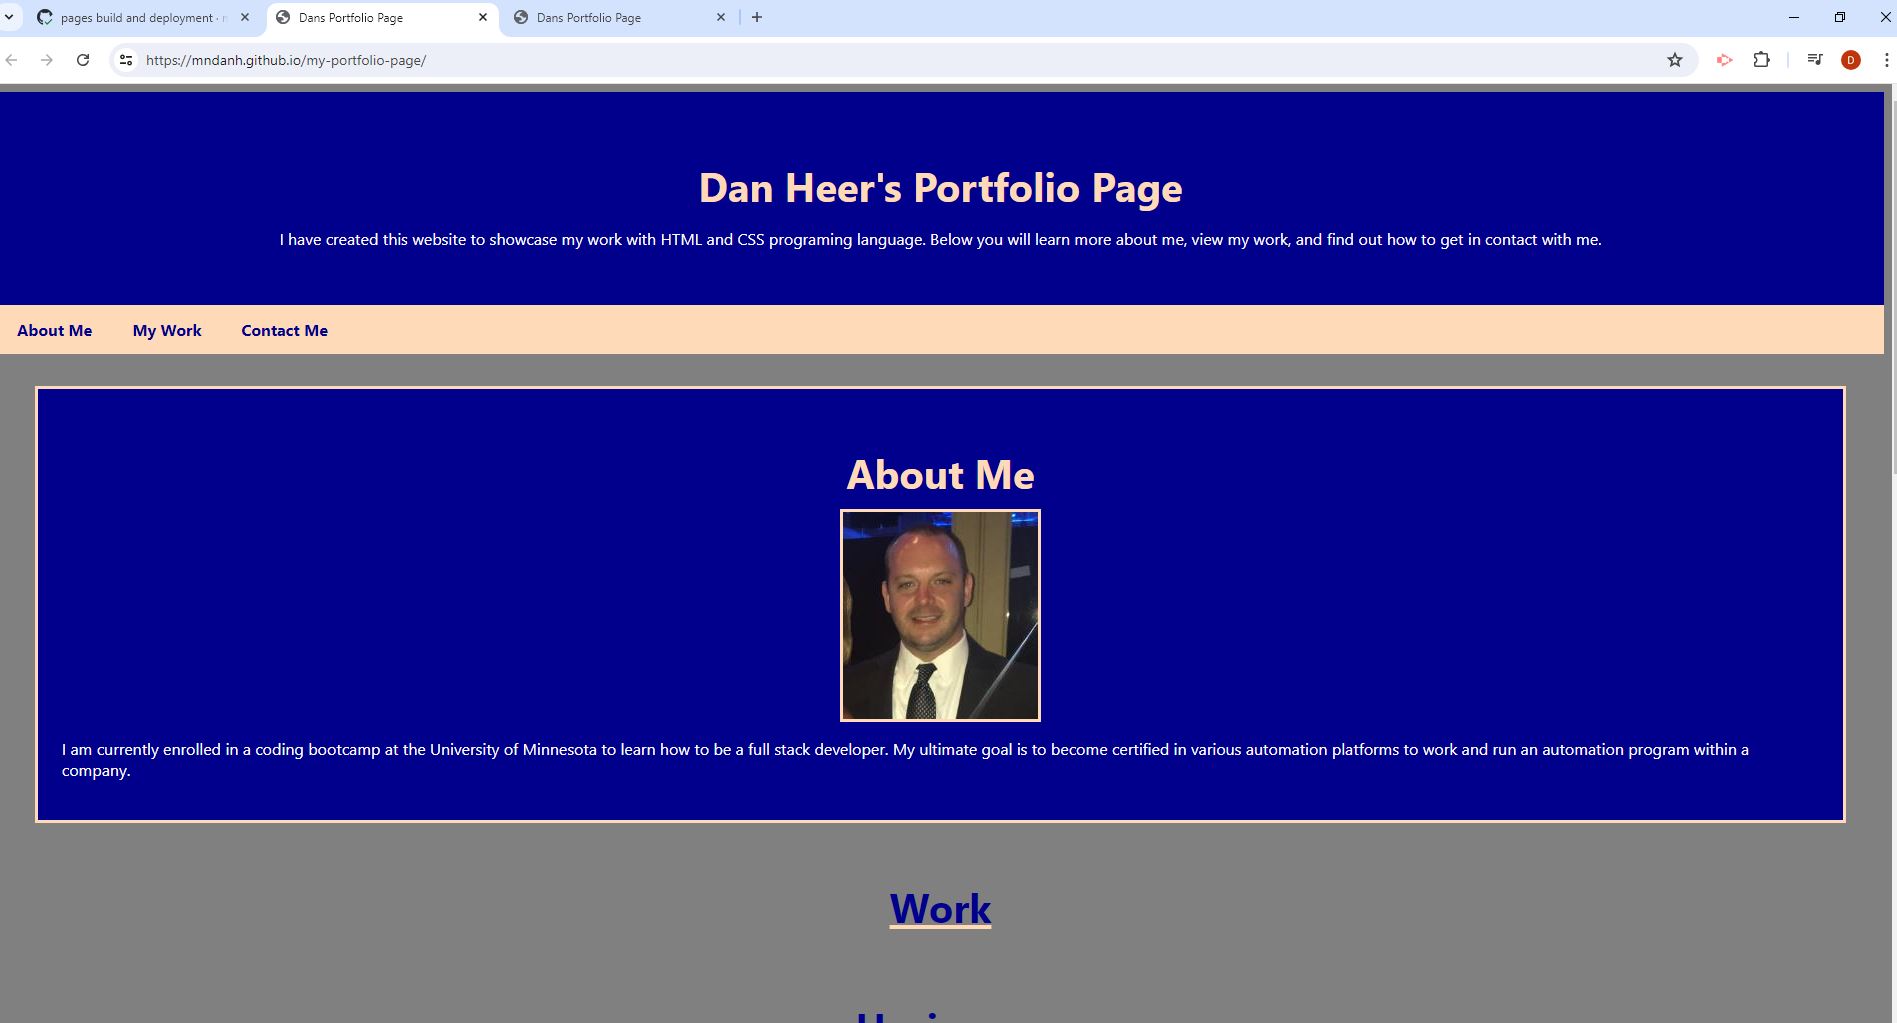 pages build and deployment ·
Dans Portfolio Page
Dans Portfolio Page
https://mndanh.github.io/my-portfolio-page/
D
Dan Heer's Portfolio Page
I have created this website to showcase my work with HTML and CSS programing language. Below you will learn more about me, view my work, and find out how to get in contact with me.
About Me My Work Contact Me
About Me
I am currently enrolled in a coding bootcamp at the University of Minnesota to learn how to be a full stack developer. My ultimate goal is to become certified in various automation platforms to work and run an automation program within a
company.
Work